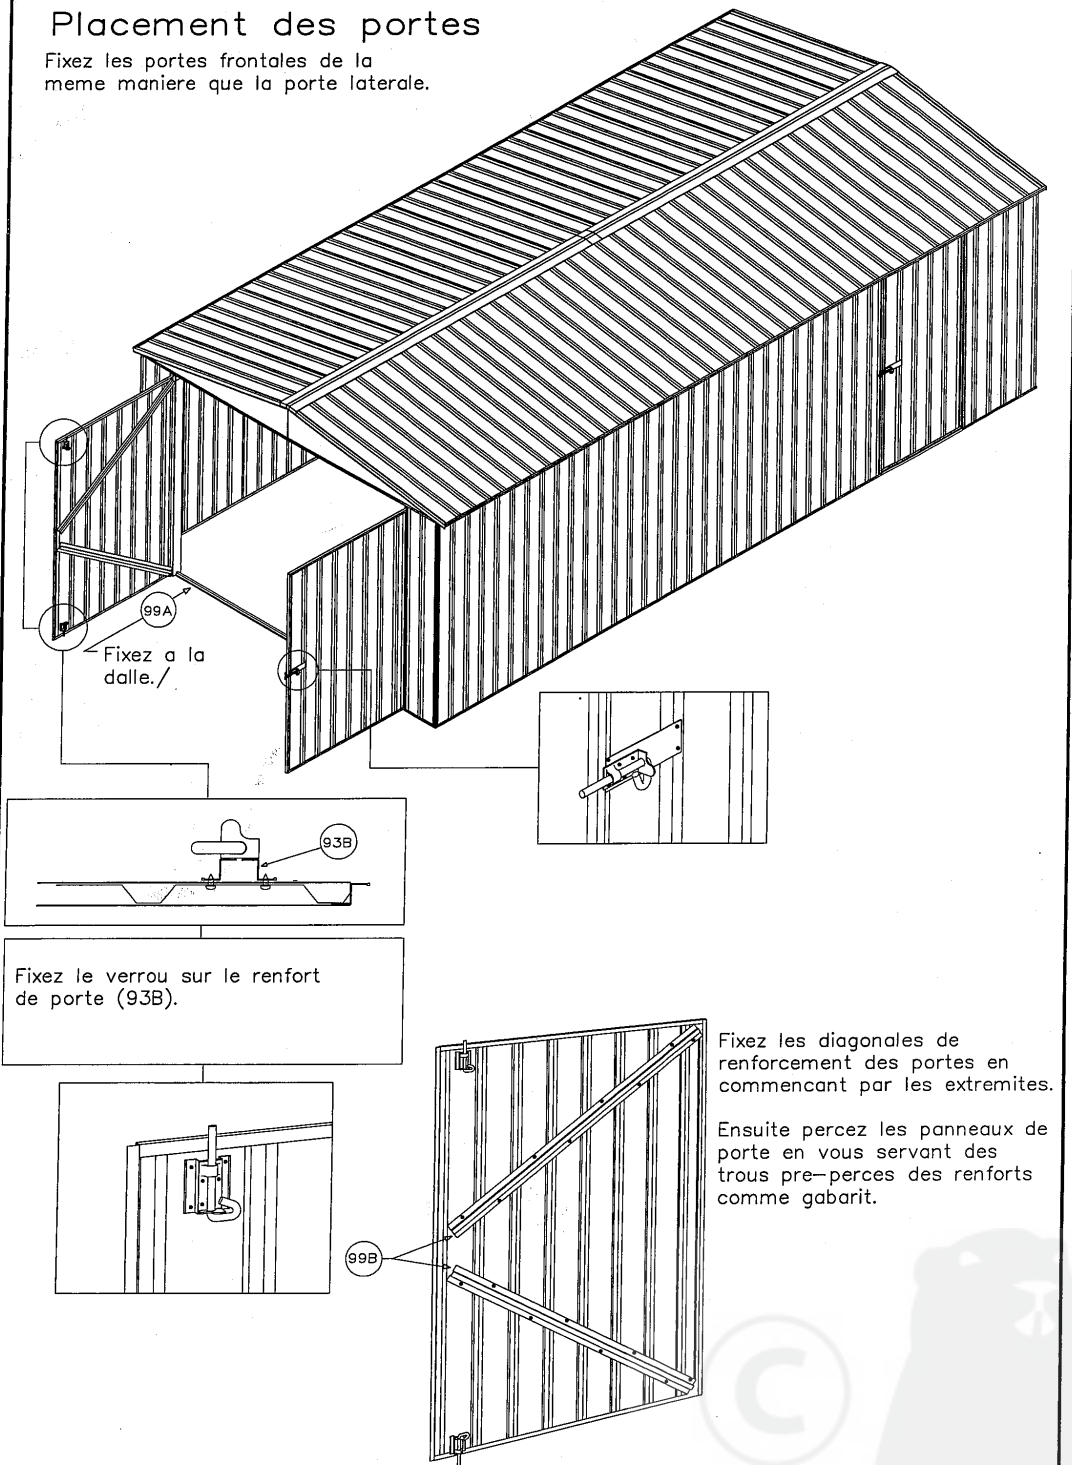 Placement des portes
Fixez les portes frontales de la
meme maniere que la porte laterale.
99A
Fixez a la
dalle./
93B
Fixez le verrou sur le renfort
de porte (93B).
Fixez les diagonales de
renforcement des portes en
commencant par les extremites.
Ensuite percez les panneaux de
porte en vous servant des
trous pre-perces des renforts
comme gabarit.
99B
©